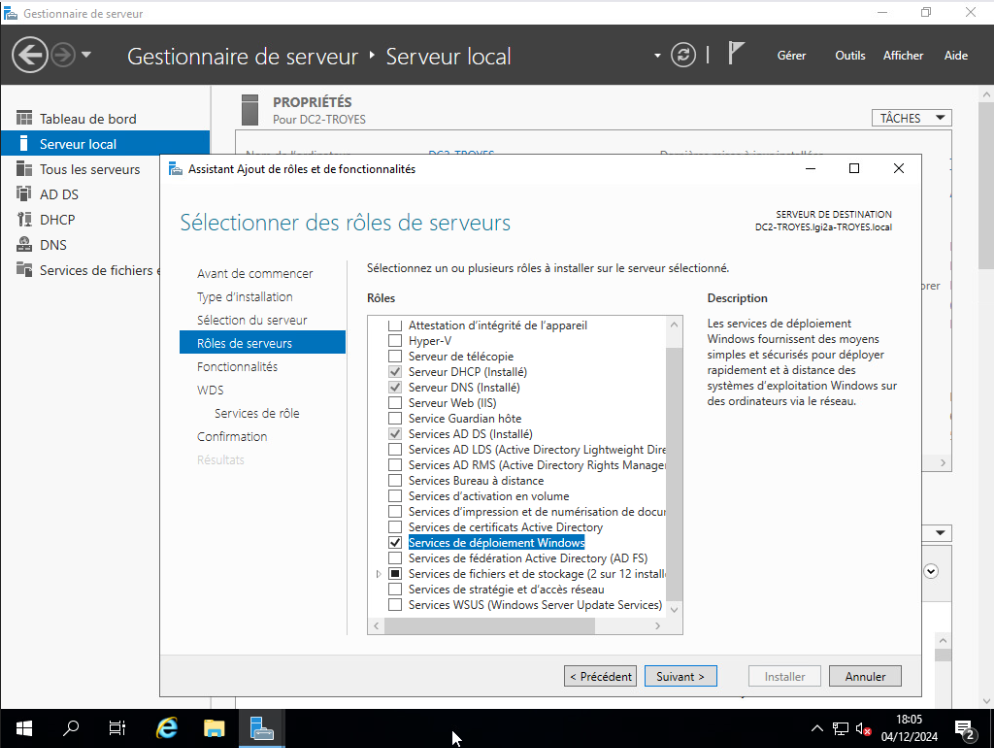 Gestionnaire de serveur
Gestionnaire de serveur ‣ Serveur local
Gérer
Outils
Afficher
Aide
Tableau de bord
Serveur local
Tous les serveurs
AD DS
DHCP
DNS
Services de fichiers e
PROPRIÉTÉS
Pour DC2-TROYES
TÂCHES
Assistant Ajout de rôles et de fonctionnalités
Sélectionner des rôles de serveurs
SERVEUR DE DESTINATION
DC2-TROYES.lgi2a-TROYES.local
Avant de commencer
Type d'installation
Sélection du serveur
Rôles de serveurs
Fonctionnalités
WDS
Services de rôle
Confirmation
Résultats
Sélectionnez un ou plusieurs rôles à installer sur le serveur sélectionné.
Rôles
Attestation d'intégrité de l'appareil
Hyper-V
Serveur de télécopie
Serveur DHCP (Installé)
Serveur DNS (Installé)
Serveur Web (IIS)
Service Guardian hôte
Services AD DS (Installé)
Services AD LDS (Active Directory Lightweight Dire
Services AD RMS (Active Directory Rights Manager
Services Bureau à distance
Services d'activation en volume
Services d'impression et de numérisation de docur
Services de certificats Active Directory
Services de déploiement Windows
Services de fédération Active Directory (AD FS)
Services de fichiers et de stockage (2 sur 12 install
Services de stratégie et d'accès réseau
Services WSUS (Windows Server Update Services)
Description
Les services de déploiement
Windows fournissent des moyens
simples et sécurisés pour déployer
rapidement et à distance des
systèmes d'exploitation Windows sur
des ordinateurs via le réseau.
< Précédent
Suivant >
Installer
Annuler
18:05
04/12/2024
2